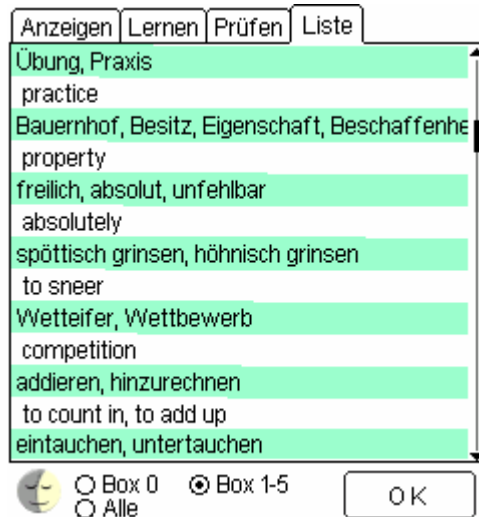 Anzeigen Lernen Prüfen Liste
Übung, Praxis
practice
Bauernhof, Besitz, Eigenschaft, Beschaffenhe
property
freilich, absolut, unfehlbar
absolutely
spöttisch grinsen, höhnisch grinsen
to sneer
Wetteifer, Wettbewerb
competition
addieren, hinzurechnen
to count in, to add up
eintauchen, untertauchen
Box 0 Box 1-5
Alle
OK